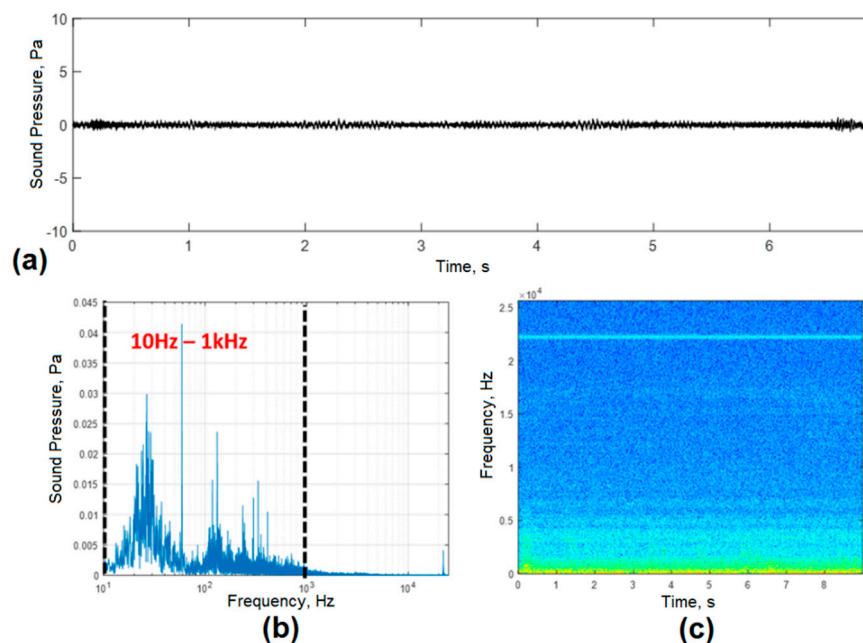 10
5
0
-5
-10
Sound Pressure, Pa
0 1 2 3 4 5 6
Time, s
(a)
0.045
0.04
0.035
0.03
0.025
0.02
0.015
0.01
0.005
0
Sound Pressure, Pa
10Hz – 1kHz
10¹ 10² 10³ 10⁴
Frequency, Hz
(b)
×10⁴
2.5
2
1.5
1
0.5
0
Frequency, Hz
0 1 2 3 4 5 6 7 8
Time, s
(c)